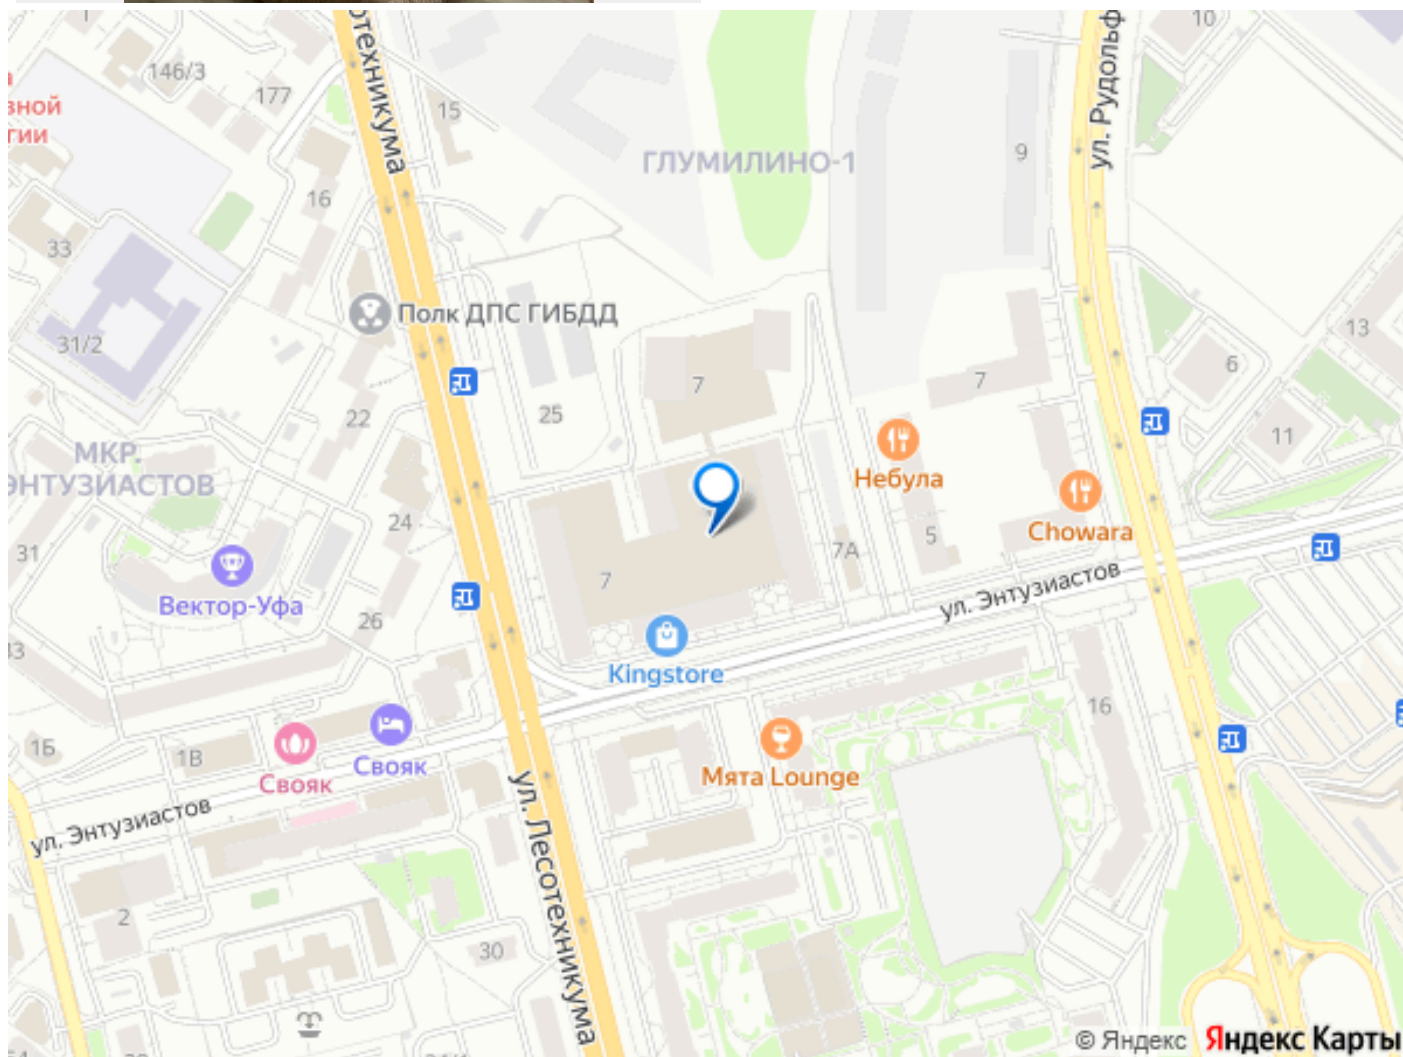 10
146/3
177
15
отехникума
ул. Рудольф
зной
гии
ГЛУМИЛИНО-1
9
16
33
Полк ДПС ГИБДД
31/2
13
6
7
7
25
22
11
МКР.
ЭНТУЗИАСТОВ
Небула
24
Chowara
31
7А
5
7
Вектор-Уфа
26
ул. Энтузиастов
Kingstore
16
1Б
1В
Свояк
Свояк
Мята Lounge
ул. Энтузиастов
ул. Лесотехникума
2
30
© Яндекс Яндекс Карты